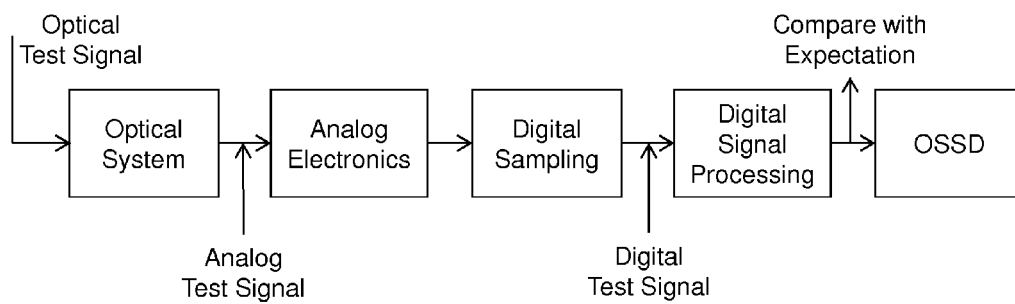 Optical
Test Signal
Compare with
Expectation
Optical
System
Analog
Electronics
Digital
Sampling
Digital
Signal
Processing
OSSD
Analog
Test Signal
Digital
Test Signal